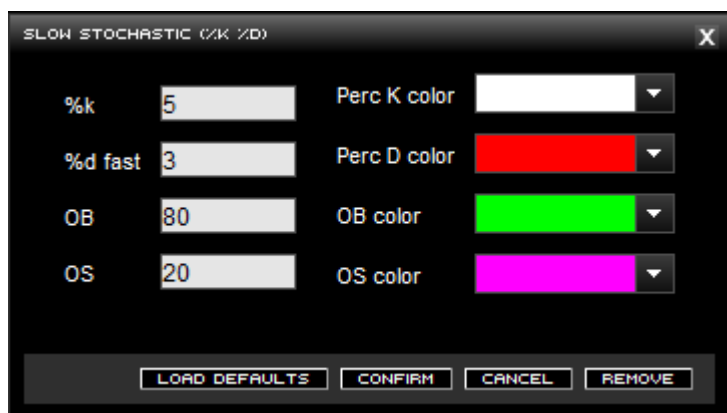 SLOW STOCHASTIC (%K %D)
X
%k 5 Perc K color
%d fast 3 Perc D color
OB 80 OB color
OS 20 OS color
LOAD DEFAULTS CONFIRM CANCEL REMOVE